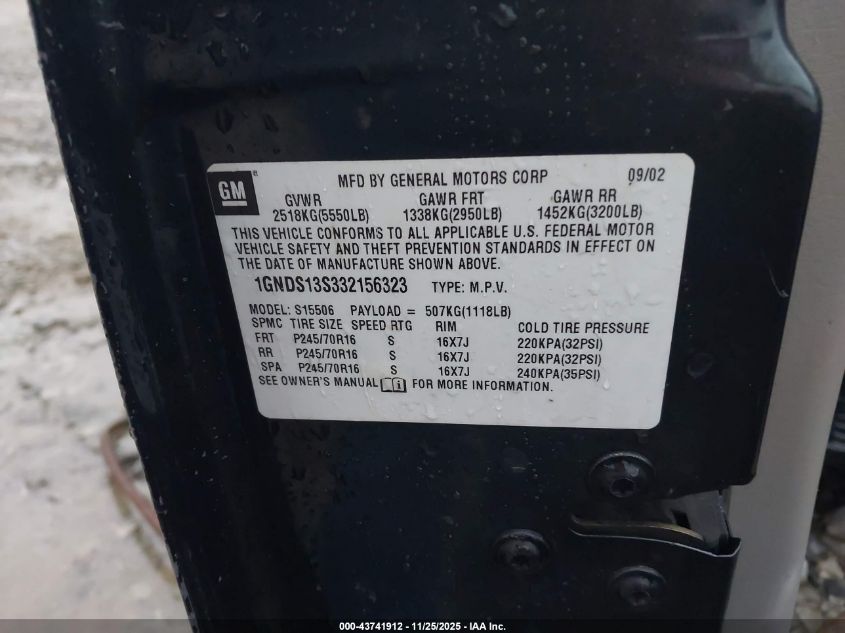 GM
MFD BY GENERAL MOTORS CORP 09/02
GVWR GAWR FRT GAWR RR
2518KG(5550LB) 1338KG(2950LB) 1452KG(3200LB)
THIS VEHICLE CONFORMS TO ALL APPLICABLE U.S. FEDERAL MOTOR
VEHICLE SAFETY AND THEFT PREVENTION STANDARDS IN EFFECT ON
THE DATE OF MANUFACTURE SHOWN ABOVE.
1GNDS13S332156323 TYPE: M.P.V.
MODEL: S15506 PAYLOAD = 507KG(1118LB)
SPMC TIRE SIZE SPEED RTG RIM COLD TIRE PRESSURE
FRT P245/70R16 S 16X7J 220KPA(32PSI)
RR P245/70R16 S 16X7J 220KPA(32PSI)
SPA P245/70R16 S 16X7J 240KPA(35PSI)
SEE OWNER'S MANUAL FOR MORE INFORMATION.
000-43741912 - 11/25/2025 - IAA Inc.